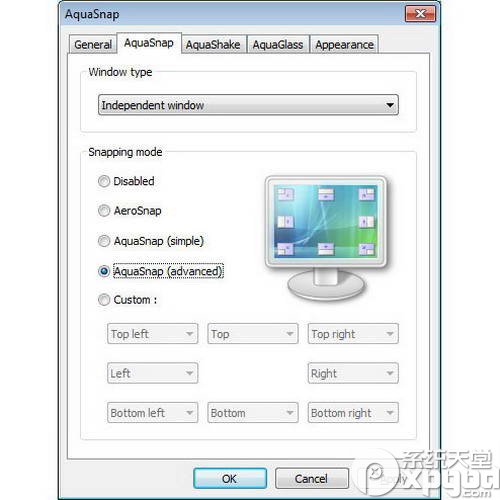 AquaSnap
General AquaSnap AquaShake AquaGlass Appearance
Window type
Independent window
Snapping mode
Disabled
AeroSnap
AquaSnap (simple)
AquaSnap (advanced)
Custom :
Top left Top Top right
Left Right
Bottom left Bottom Bottom right
OK Cancel Apply
系统天堂